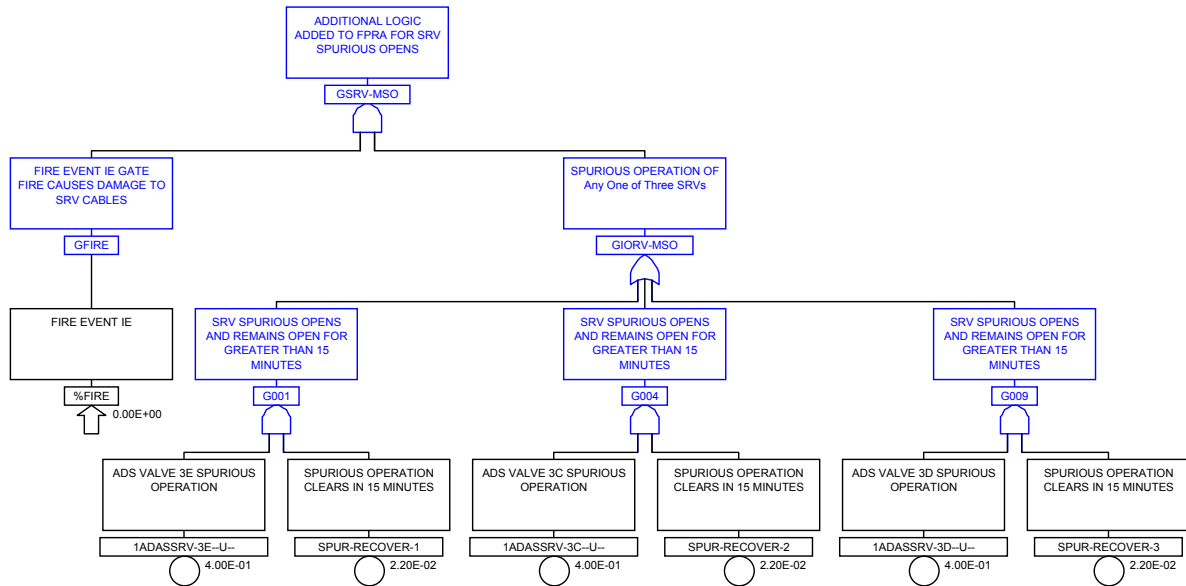 ADDITIONAL LOGIC
ADDED TO FPRA FOR SRV
SPURIOUS OPENS
GSRV-MSO
FIRE EVENT IE GATE
FIRE CAUSES DAMAGE TO
SRV CABLES
GFIRE
SPURIOUS OPERATION OF
Any One of Three SRVs
GIORV-MSO
FIRE EVENT IE
%FIRE
0.00E+00
SRV SPURIOUS OPENS
AND REMAINS OPEN FOR
GREATER THAN 15
MINUTES
G001
SRV SPURIOUS OPENS
AND REMAINS OPEN FOR
GREATER THAN 15
MINUTES
G004
SRV SPURIOUS OPENS
AND REMAINS OPEN FOR
GREATER THAN 15
MINUTES
G009
ADS VALVE 3E SPURIOUS
OPERATION
1ADASSRV-3E--U--
4.00E-01
SPURIOUS OPERATION
CLEARS IN 15 MINUTES
SPUR-RECOVER-1
2.20E-02
ADS VALVE 3C SPURIOUS
OPERATION
1ADASSRV-3C--U--
4.00E-01
SPURIOUS OPERATION
CLEARS IN 15 MINUTES
SPUR-RECOVER-2
2.20E-02
ADS VALVE 3D SPURIOUS
OPERATION
1ADASSRV-3D--U--
4.00E-01
SPURIOUS OPERATION
CLEARS IN 15 MINUTES
SPUR-RECOVER-3
2.20E-02